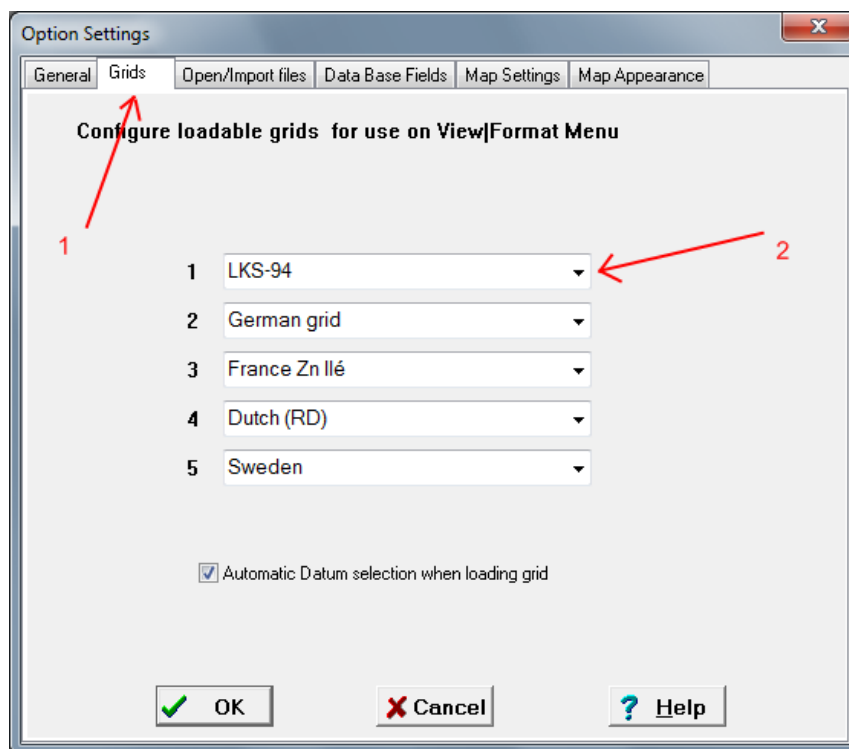 Option Settings
General Grids Open/Import files Data Base Fields Map Settings Map Appearance
Configure loadable grids for use on View|Format Menu
1
2
1 LKS-94
2 German grid
3 France Zn IIé
4 Dutch (RD)
5 Sweden
Automatic Datum selection when loading grid
OK Cancel Help